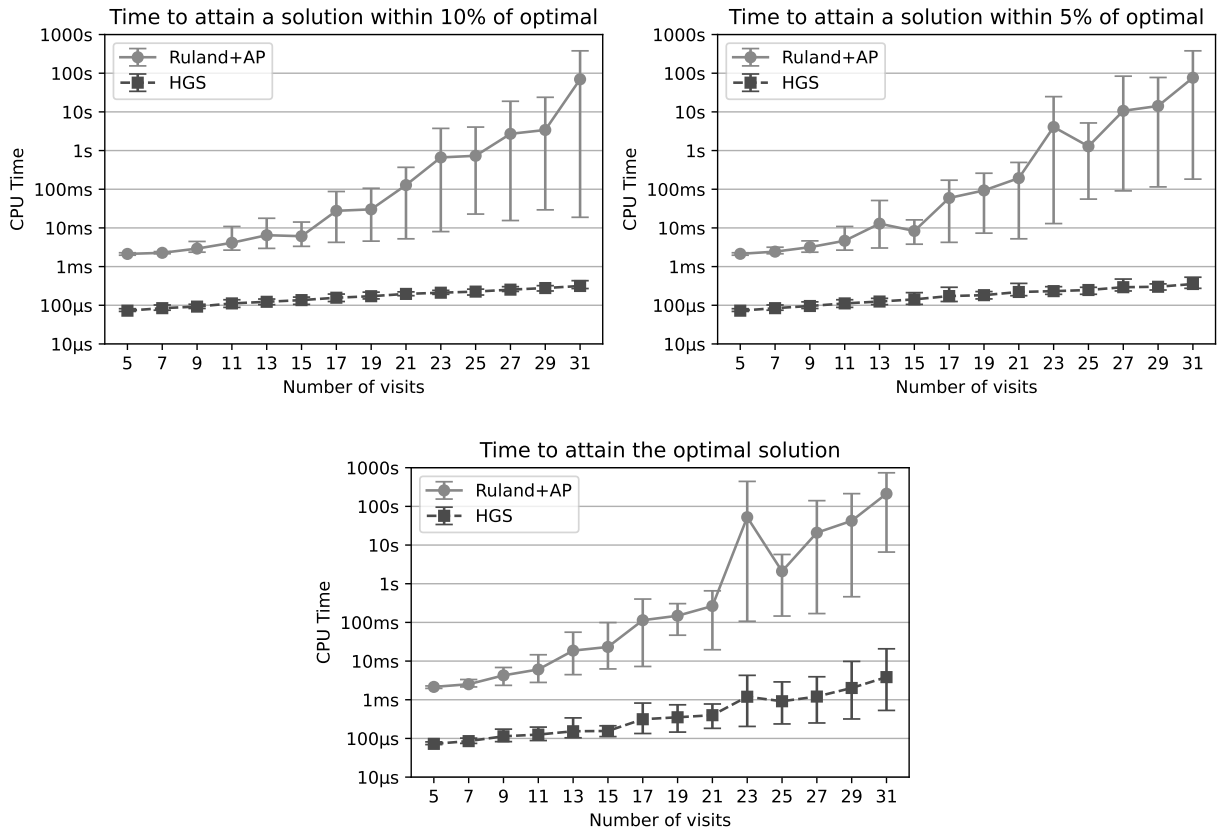 Time to attain a solution within 10% of optimal
1000s
100s
10s
1s
100ms
10ms
1ms
100µs
10µs
CPU Time
Ruland+AP
HGS
5 7 9 11 13 15 17 19 21 23 25 27 29 31
Number of visits
Time to attain a solution within 5% of optimal
1000s
100s
10s
1s
100ms
10ms
1ms
100µs
10µs
CPU Time
Ruland+AP
HGS
5 7 9 11 13 15 17 19 21 23 25 27 29 31
Number of visits
Time to attain the optimal solution
1000s
100s
10s
1s
100ms
10ms
1ms
100µs
10µs
CPU Time
Ruland+AP
HGS
5 7 9 11 13 15 17 19 21 23 25 27 29 31
Number of visits